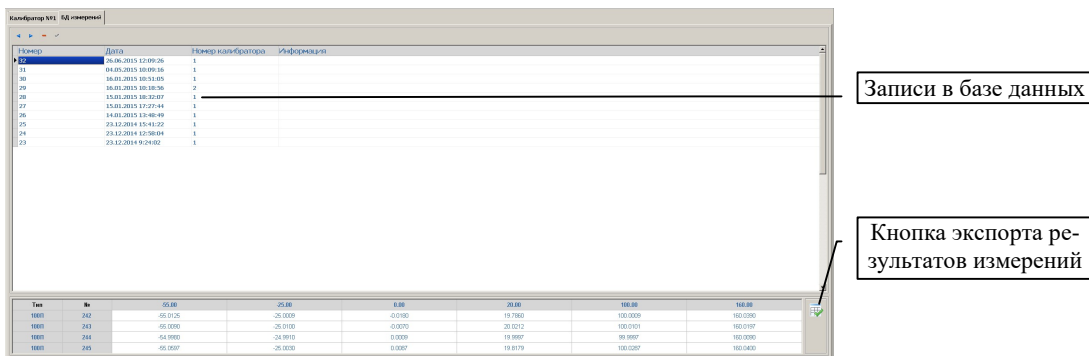 Калибратор №1 БД измерений
Номер Дата Номер калибратора Информация
32 26.06.2015 12:09:26 1
31 04.05.2015 10:09:16 1
30 16.01.2015 10:51:05 1
29 16.01.2015 10:10:56 2
28 15.01.2015 18:32:07 1
27 15.01.2015 17:27:44 1
26 14.01.2015 13:48:49 1
25 23.12.2014 15:41:22 1
24 23.12.2014 12:50:04 1
23 23.12.2014 9:24:02 1
Записи в базе данных
Кнопка экспорта ре-
зультатов измерений
Тип № -55.00 -25.00 0.00 20.00 100.00 160.00
100П 242 -55.0125 -25.0009 -0.0180 19.7860 100.0009 160.0390
100П 243 -55.0090 -25.0100 -0.0070 20.0212 100.0101 160.0197
100П 244 -54.9980 -24.9910 0.0009 19.9997 99.9997 160.0090
100П 245 -55.0507 -25.0030 0.0087 19.8179 100.0287 160.0400